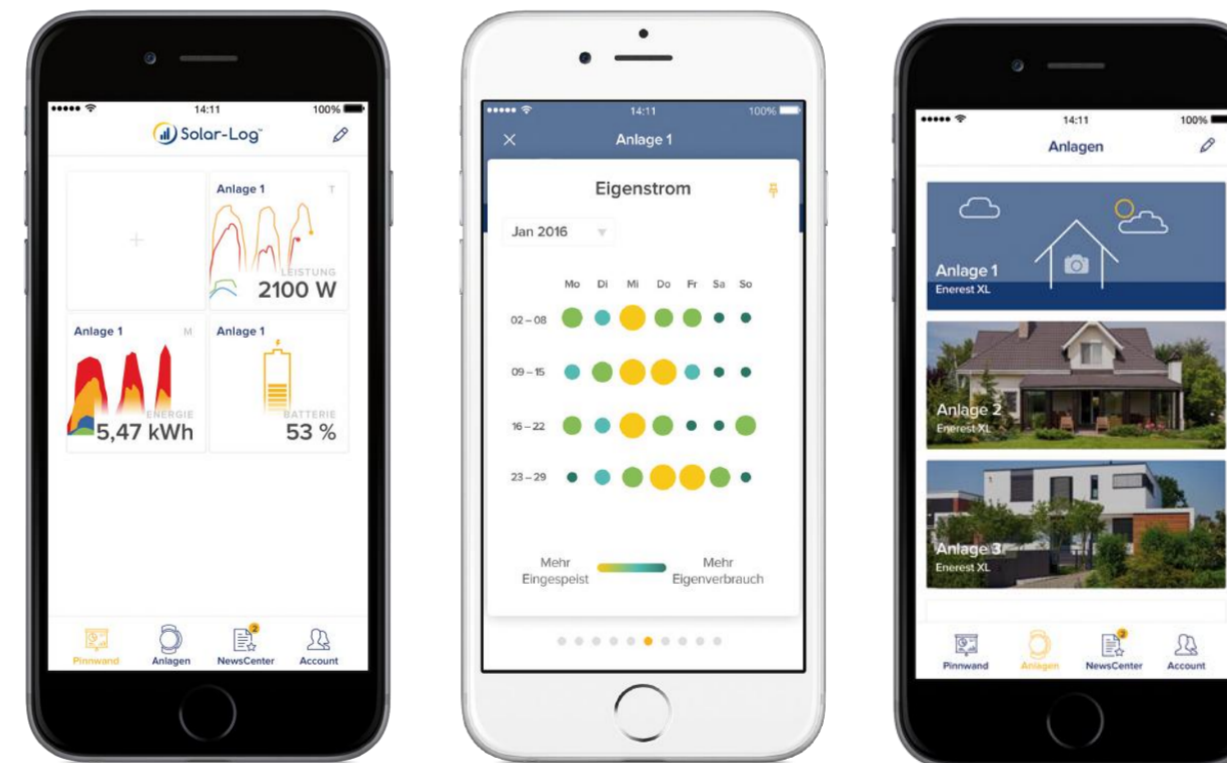 14:11 100%
Solar-Log™
Anlage 1 T
LEISTUNG
2100 W
Anlage 1 M
ENERGIE
5,47 kWh
Anlage 1
BATTERIE
53 %
Pinnwand Anlagen NewsCenter 2 Account
14:11 100%
Anlage 1
Eigenstrom
Jan 2016
Mo Di Mi Do Fr Sa So
02 – 08
09 – 15
16 – 22
23 – 29
Mehr
Eingespeist
Mehr
Eigenverbrauch
14:11 100%
Anlagen
Anlage 1
Enerest XL
Anlage 2
Enerest XL
Anlage 3
Enerest XL
Pinnwand Anlagen NewsCenter 2 Account